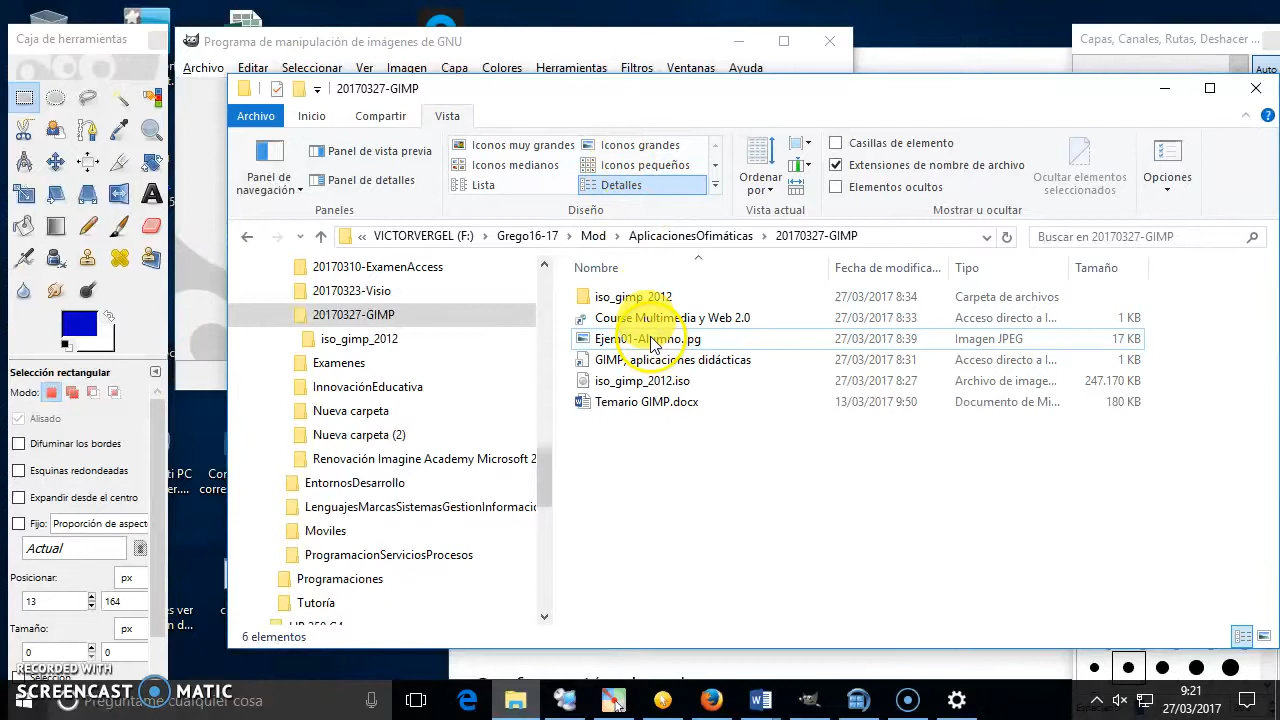 Caja de herramientas
Programa de manipulación de imágenes de GNU
Capas, Canales, Rutas, Deshacer ...
Archivo Editar Seleccionar Ver Imagen Capa Colores Herramientas Filtros Ventanas Ayuda
Auto
20170327-GIMP
Archivo Inicio Compartir Vista
Panel de navegación
Panel de vista previa
Panel de detalles
Paneles
Iconos muy grandes Iconos grandes
Iconos medianos Iconos pequeños
Lista Detalles
Diseño
Ordenar por
Vista actual
Casillas de elemento
Extensiones de nombre de archivo
Elementos ocultos
Ocultar elementos seleccionados
Mostrar u ocultar
Opciones
« VICTORVERGEL (F:) > Grego16-17 > Mod > AplicacionesOfimáticas > 20170327-GIMP
Buscar en 20170327-GIMP
20170310-ExamenAccess
20170323-Visio
20170327-GIMP
iso_gimp_2012
Examenes
InnovaciónEducativa
Nueva carpeta
Nueva carpeta (2)
Renovación Imagine Academy Microsoft 2
EntornosDesarrollo
LenguajesMarcasSistemasGestionInformacio
Moviles
ProgramacionServiciosProcesos
Programaciones
Tutoría
Nombre Fecha de modifica... Tipo Tamaño
iso_gimp_2012 27/03/2017 8:34 Carpeta de archivos
Course Multimedia y Web 2.0 27/03/2017 8:33 Acceso directo a I... 1 KB
Ejem01-Alumno.jpg 27/03/2017 8:39 Imagen JPEG 17 KB
GIMP, aplicaciones didácticas 27/03/2017 8:31 Acceso directo a I... 1 KB
iso_gimp_2012.iso 27/03/2017 8:27 Archivo de image... 247.170 KB
Temario GIMP.docx 13/03/2017 9:50 Documento de Mi... 180 KB
6 elementos
Selección rectangular
Modo:
Alisado
Difuminar los bordes
Esquinas redondeadas
Expandir desde el centro
Fijo: Proporción de aspect
Actual
Posicionar: px
13 164
Tamaño: px
0 0
RECORDED WITH
SCREENCAST MATIC
Pregúntame cualquier cosa
9:21
27/03/2017